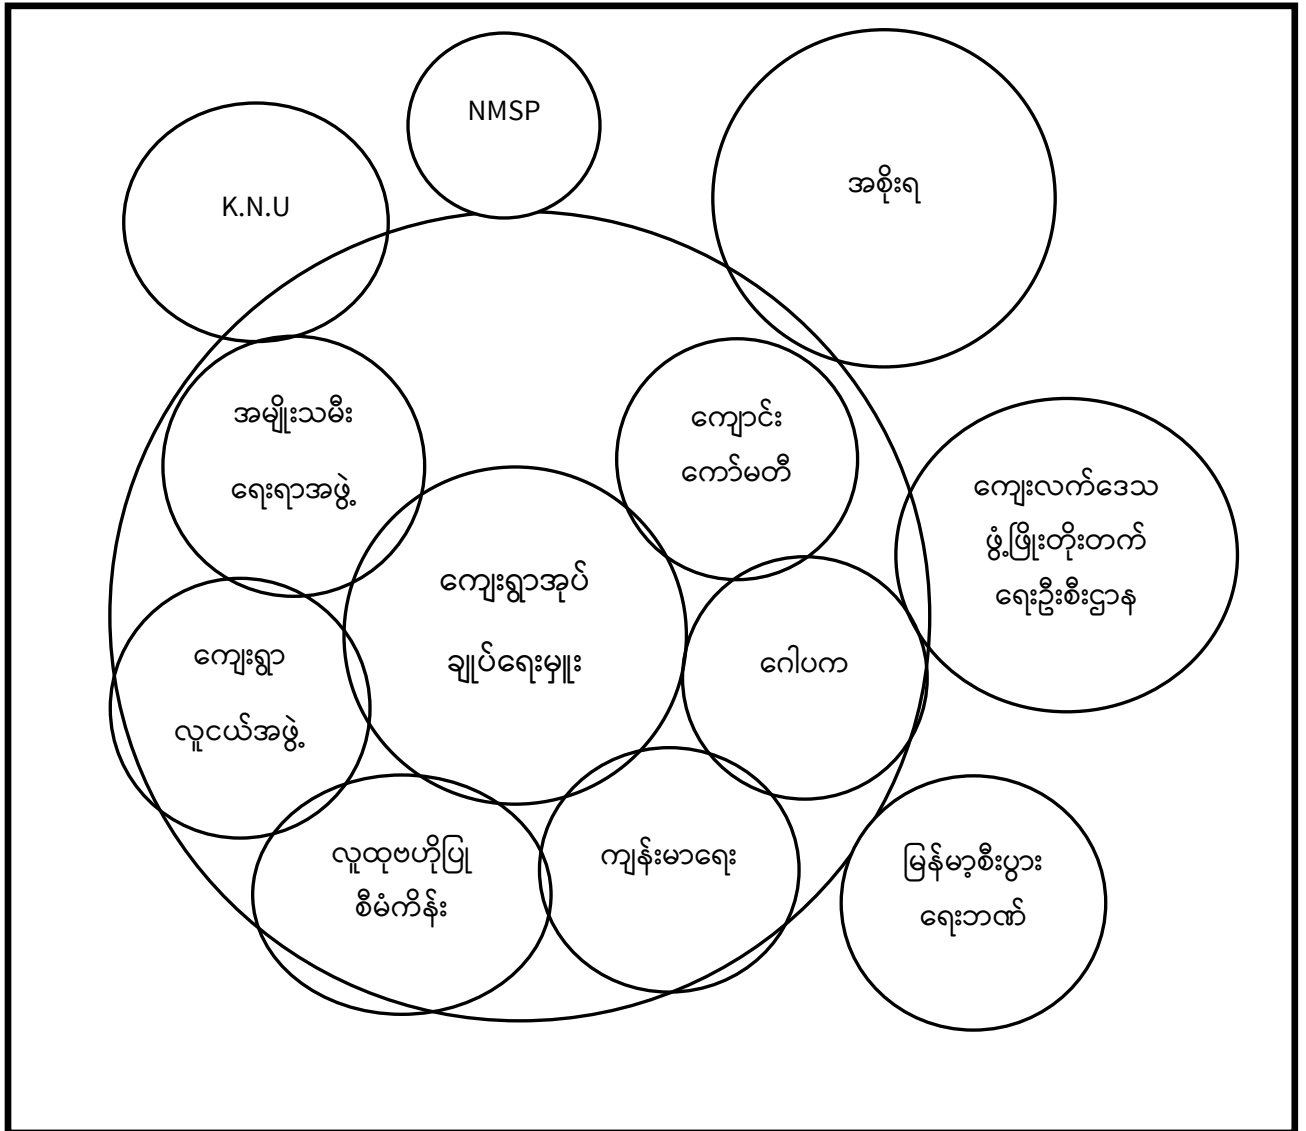 NMSP
K.N.U
အစိုးရ
အမျိုးသမီး
ရေးရာအဖွဲ့
ကျောင်း
ကော်မတီ
ကျေးလက်ဒေသ
ဖွံ့ဖြိုးတိုးတက်
ရေးဦးစီးဌာန
ကျေးရွာအုပ်
ချုပ်ရေးမှူး
ကျေးရွာ
လူငယ်အဖွဲ့
ဂေါပက
လူထုဗဟိုပြု
စီမံကိန်း
ကျန်းမာရေး
မြန်မာ့စီးပွား
ရေးဘဏ်